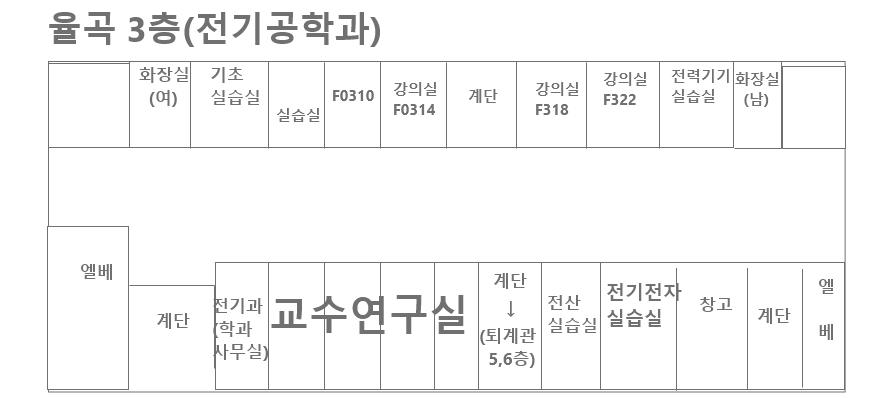 율곡 3층(전기공학과)
화장실
(여)
기초
실습실
실습실
F0310
강의실
F0314
계단
강의실
F318
강의실
F322
전력기기
실습실
화장실
(남)
엘베
계단
전기과
(학과
사무실)
교수연구실
계단
↓
(퇴계관
5,6층)
전산
실습실
전기전자
실습실
창고
계단
엘
베